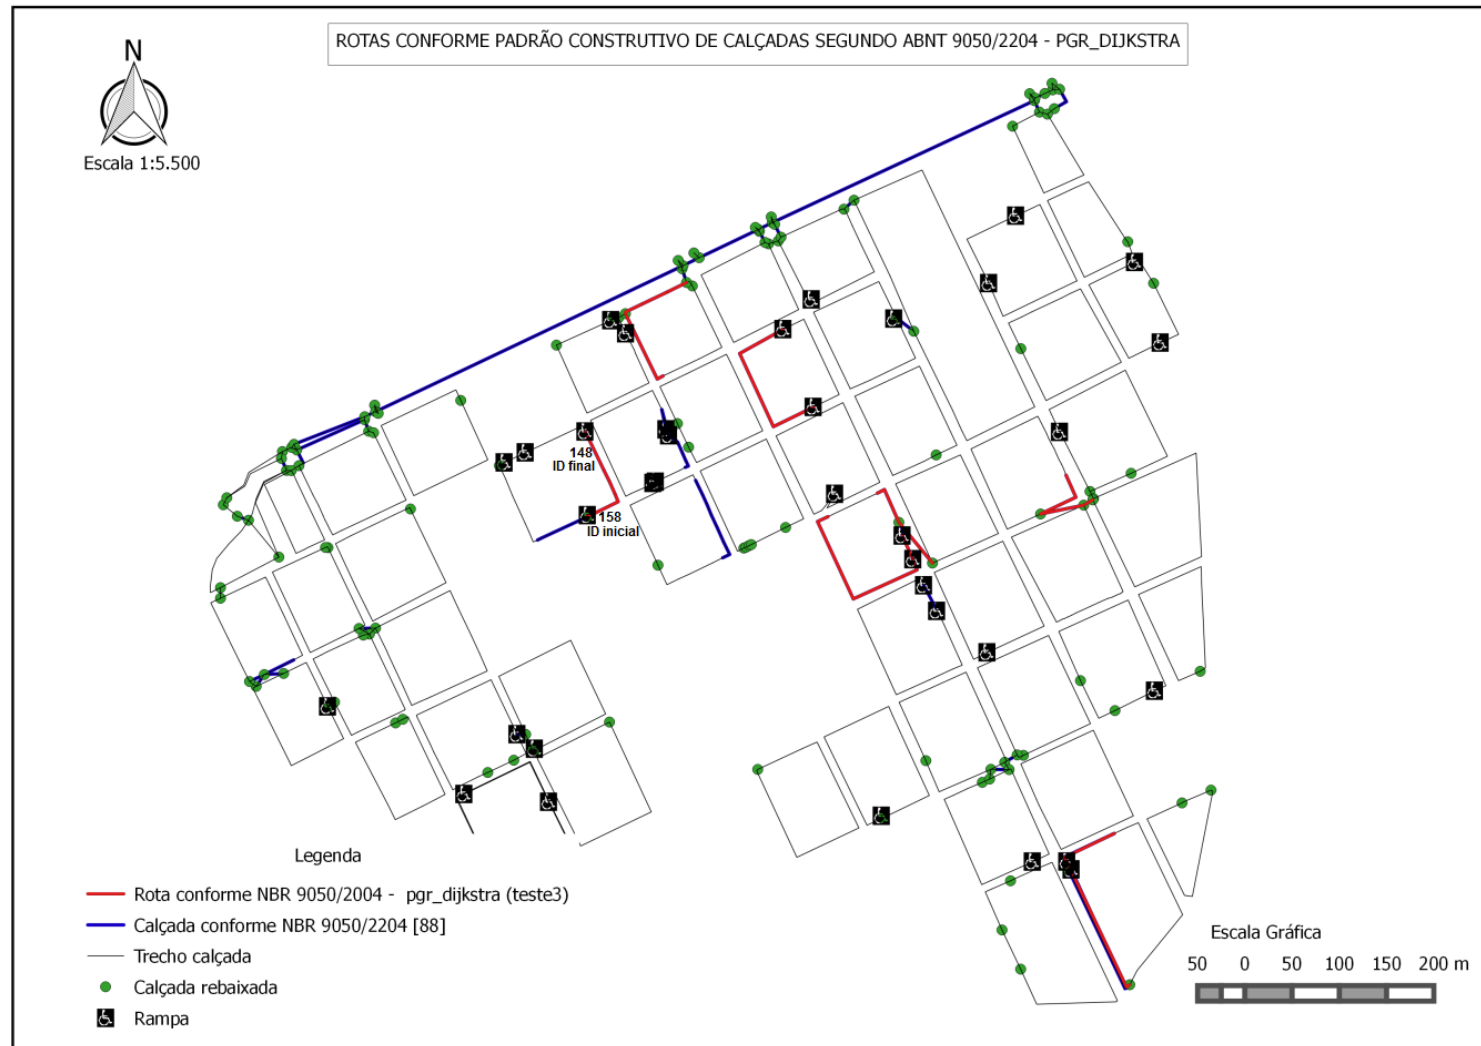 ROTAS CONFORME PADRÃO CONSTRUTIVO DE CALÇADAS SEGUNDO ABNT 9050/2204 - PGR_DIJKSTRA
N
Escala 1:5.500
148
ID final
158
ID inicial
Legenda
Rota conforme NBR 9050/2004 - pgr_dijkstra (teste3)
Calçada conforme NBR 9050/2204 [88]
Trecho calçada
Calçada rebaixada
Rampa
Escala Gráfica
50 0 50 100 150 200 m